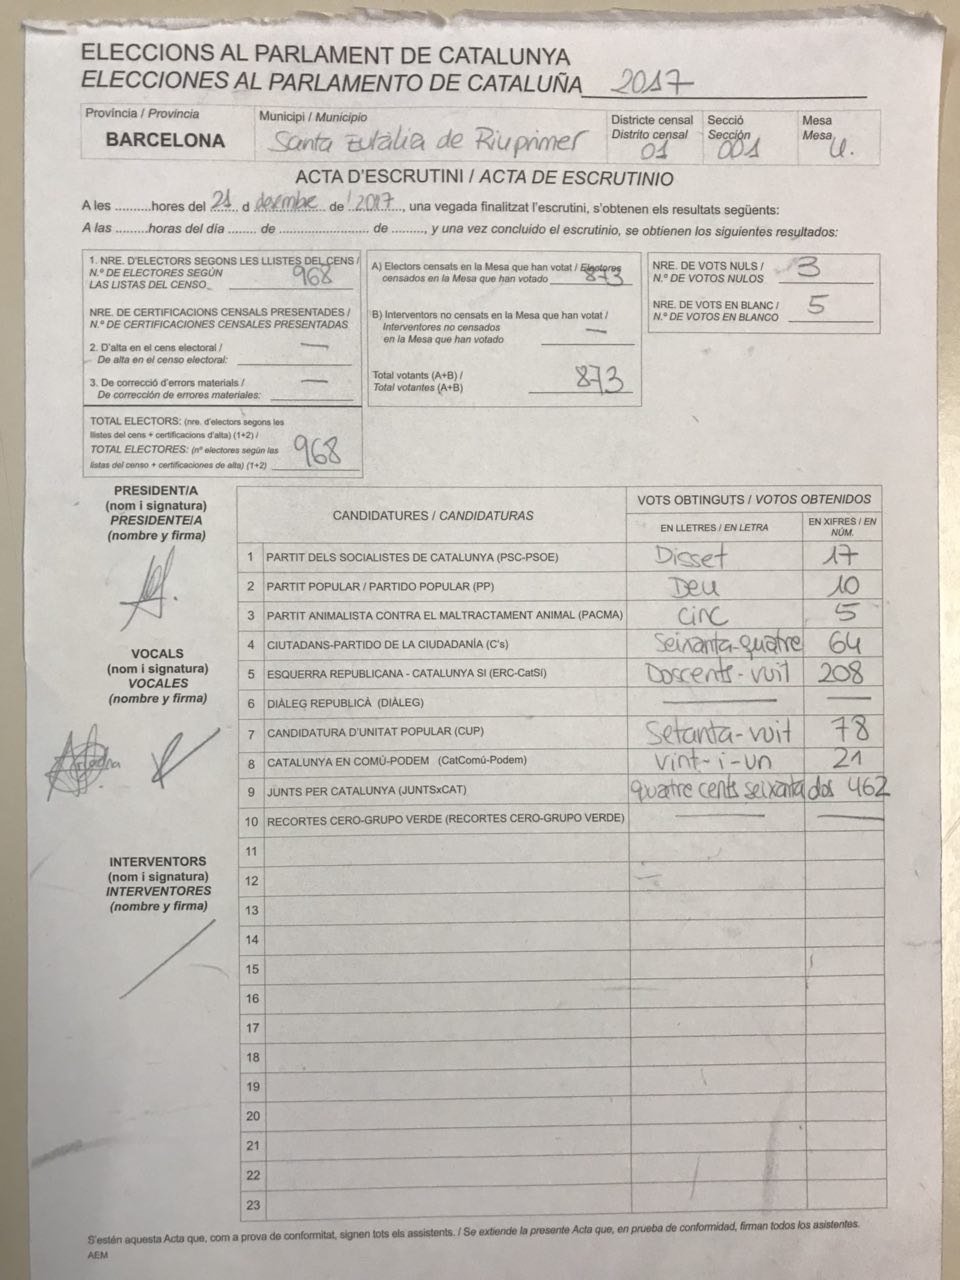 ELECCIONS AL PARLAMENT DE CATALUNYA
ELECCIONES AL PARLAMENTO DE CATALUÑA 2017
Província / Provincia
BARCELONA
Municipi / Municipio
Santa Eulàlia de Riuprimer
Districte censal
Distrito censal
01
Secció
Sección
001
Mesa
Mesa
U.
ACTA D'ESCRUTINI / ACTA DE ESCRUTINIO
A les ..........hores del 21 d desembre de 2017, una vegada finalitzat l'escrutini, s'obtenen els resultats següents:
A las .........horas del día ........ de ......................... de ........., y una vez concluido el escrutinio, se obtienen los siguientes resultados:
1. NRE. D'ELECTORS SEGONS LES LLISTES DEL CENS /
N.º DE ELECTORES SEGÚN
LAS LISTAS DEL CENSO 968
NRE. DE CERTIFICACIONS CENSALS PRESENTADES /
N.º DE CERTIFICACIONES CENSALES PRESENTADAS
2. D'alta en el cens electoral / —
De alta en el censo electoral:
3. De correcció d'errors materials / —
De corrección de errores materiales:
TOTAL ELECTORS: (nre. d'electors segons les
llistes del cens + certificacions d'alta) (1+2) /
TOTAL ELECTORES: (nº electores según las
listas del censo + certificaciones de alta) (1+2) 968
A) Electors censats en la Mesa que han votat / Electores
censados en la Mesa que han votado 873
B) Interventors no censats en la Mesa que han votat /
Interventores no censados —
en la Mesa que han votado
Total votants (A+B) /
Total votantes (A+B) 873
NRE. DE VOTS NULS / 3
N.º DE VOTOS NULOS
NRE. DE VOTS EN BLANC / 5
N.º DE VOTOS EN BLANCO
PRESIDENT/A
(nom i signatura)
PRESIDENTE/A
(nombre y firma)
VOCALS
(nom i signatura)
VOCALES
(nombre y firma)
Ariadna
INTERVENTORS
(nom i signatura)
INTERVENTORES
(nombre y firma)
CANDIDATURES / CANDIDATURAS
VOTS OBTINGUTS / VOTOS OBTENIDOS
EN LLETRES / EN LETRA
EN XIFRES / EN
NÚM.
1 PARTIT DELS SOCIALISTES DE CATALUNYA (PSC-PSOE) Disset 17
2 PARTIT POPULAR / PARTIDO POPULAR (PP) Deu 10
3 PARTIT ANIMALISTA CONTRA EL MALTRACTAMENT ANIMAL (PACMA) cinc 5
4 CIUTADANS-PARTIDO DE LA CIUDADANÍA (C's) Seixanta-quatre 64
5 ESQUERRA REPUBLICANA - CATALUNYA SÍ (ERC-CatSí) Doscents-vuit 208
6 DIÀLEG REPUBLICÀ (DIÀLEG) — —
7 CANDIDATURA D'UNITAT POPULAR (CUP) Setanta-vuit 78
8 CATALUNYA EN COMÚ-PODEM (CatComú-Podem) vint-i-un 21
9 JUNTS PER CATALUNYA (JUNTSxCAT) quatre cents seixanta dos 462
10 RECORTES CERO-GRUPO VERDE (RECORTES CERO-GRUPO VERDE) — —
11
12
13
14
15
16
17
18
19
20
21
22
23
S'estén aquesta Acta que, com a prova de conformitat, signen tots els assistents. / Se extiende la presente Acta que, en prueba de conformidad, firman todos los asistentes.
AEM